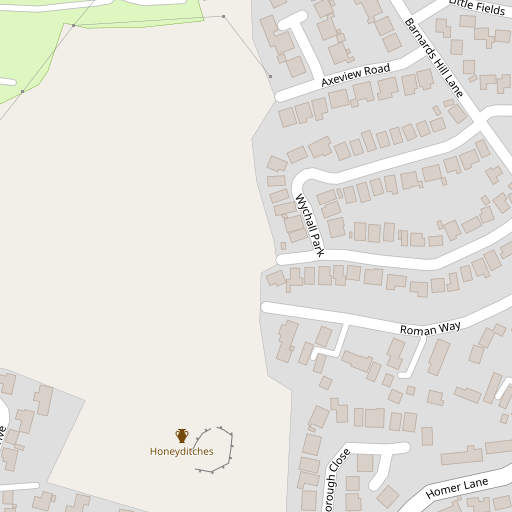 Little Fields
Barnards Hill Lane
Axeview Road
Wychall Park
Roman Way
Honeyditches
orough Close
Homer Lane